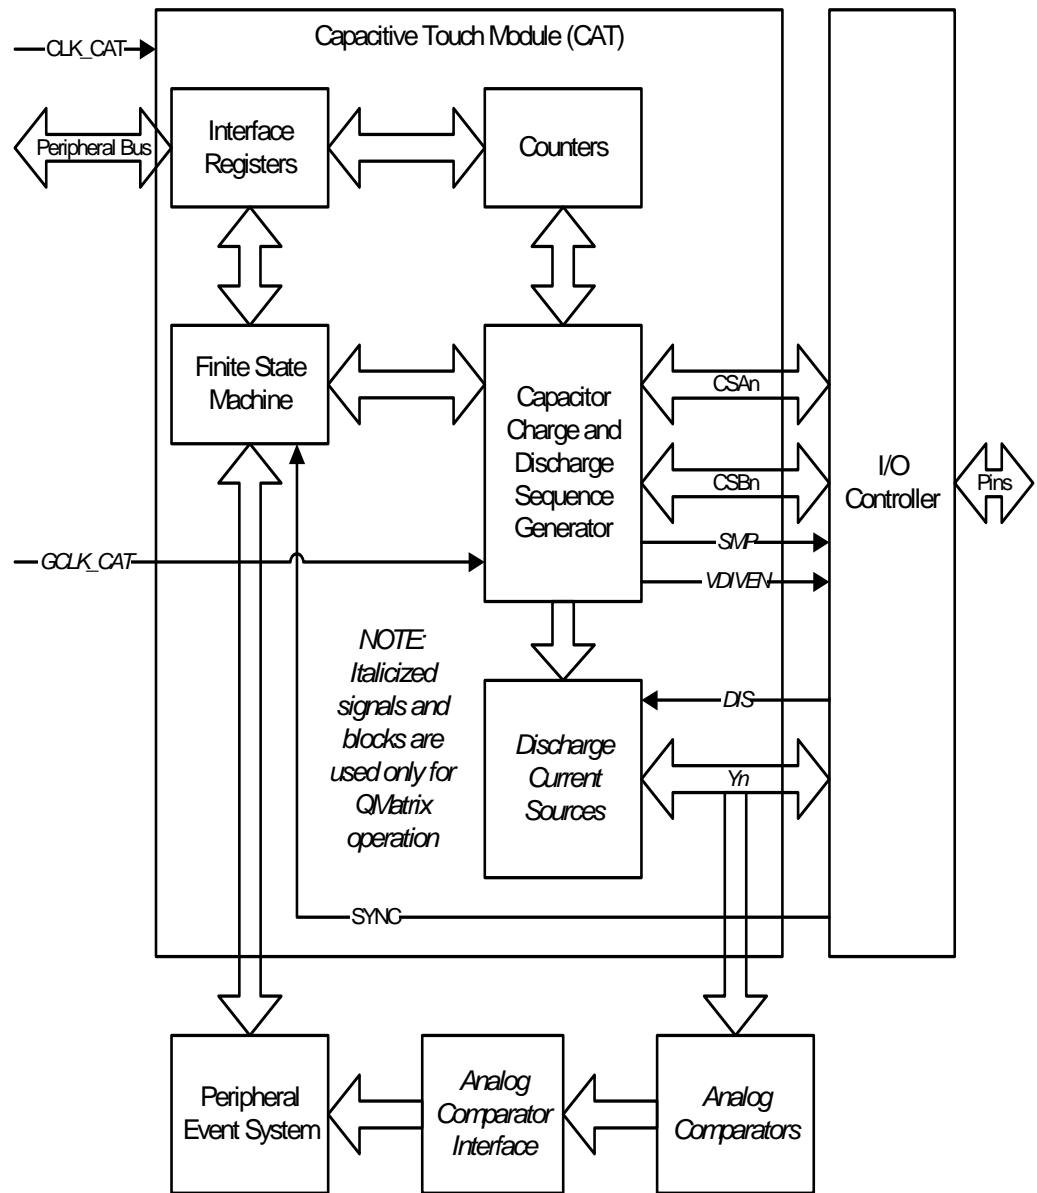 Capacitive Touch Module (CAT)
CLK_CAT
Peripheral Bus
Interface
Registers
Counters
Finite State
Machine
Capacitor
Charge and
Discharge
Sequence
Generator
CSAn
CSBn
SMP
VDIVEN
I/O
Controller
Pins
GCLK_CAT
NOTE:
Italicized
signals and
blocks are
used only for
QMatrix
operation
Discharge
Current
Sources
DIS
Yn
SYNC
Peripheral
Event System
Analog
Comparator
Interface
Analog
Comparators